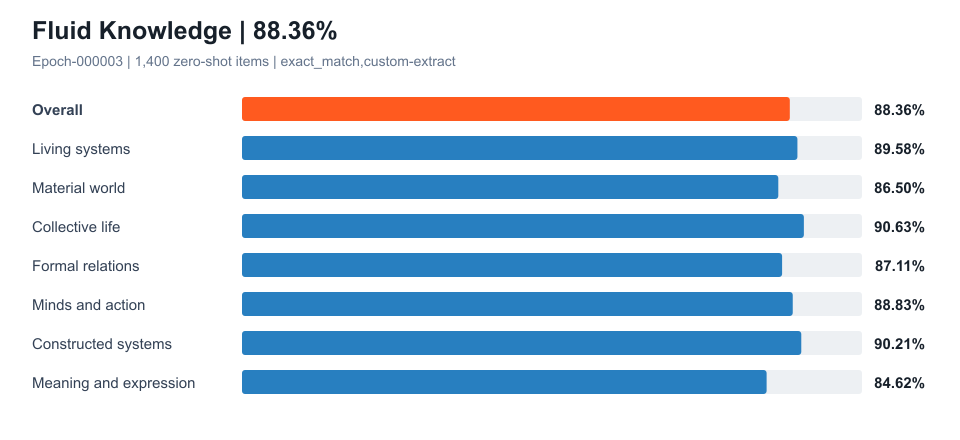 Fluid Knowledge | 88.36%
Epoch-000003 | 1,400 zero-shot items | exact_match,custom-extract
Overall 88.36%
Living systems 89.58%
Material world 86.50%
Collective life 90.63%
Formal relations 87.11%
Minds and action 88.83%
Constructed systems 90.21%
Meaning and expression 84.62%